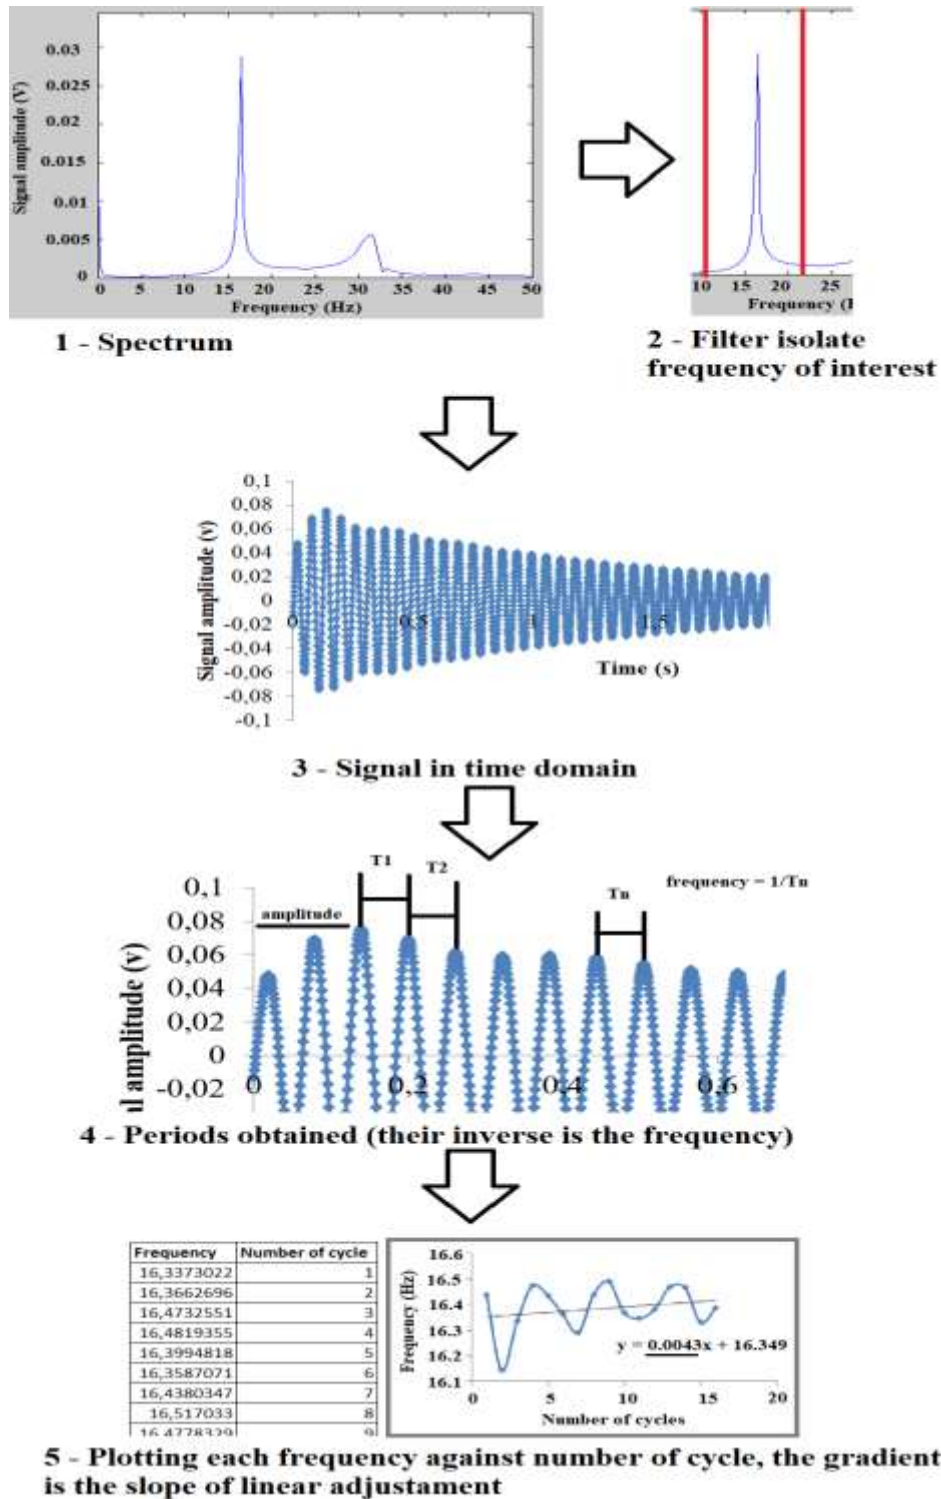 0.03
0.025
0.02
0.015
0.01
0.005
0
Signal amplitude (V)
0 5 10 15 20 25 30 35 40 45 50
Frequency (Hz)
1 - Spectrum
10 15 20 25
Frequency (
2 - Filter isolate
frequency of interest
0,1
0,08
0,06
0,04
0,02
0
-0,02
-0,04
-0,06
-0,08
-0,1
Signal amplitude (v)
0 0,5 1 1,5
Time (s)
3 - Signal in time domain
T1
T2
Tn
frequency = 1/Tn
amplitude
0,1
0,08
0,06
0,04
0,02
0
-0,02
l amplitude (v)
0 0,2 0,4 0,6
4 - Periods obtained (their inverse is the frequency)
Frequency Number of cycle
16,3373022 1
16,3662696 2
16,4732551 3
16,4819355 4
16,3994818 5
16,3587071 6
16,4380347 7
16,517033 8
16,4778329 9
16.6
16.5
16.4
16.3
16.2
16.1
Frequency (Hz)
y = 0.0043x + 16.349
0 5 10 15 20
Number of cycles
5 - Plotting each frequency against number of cycle, the gradient
is the slope of linear adjustament